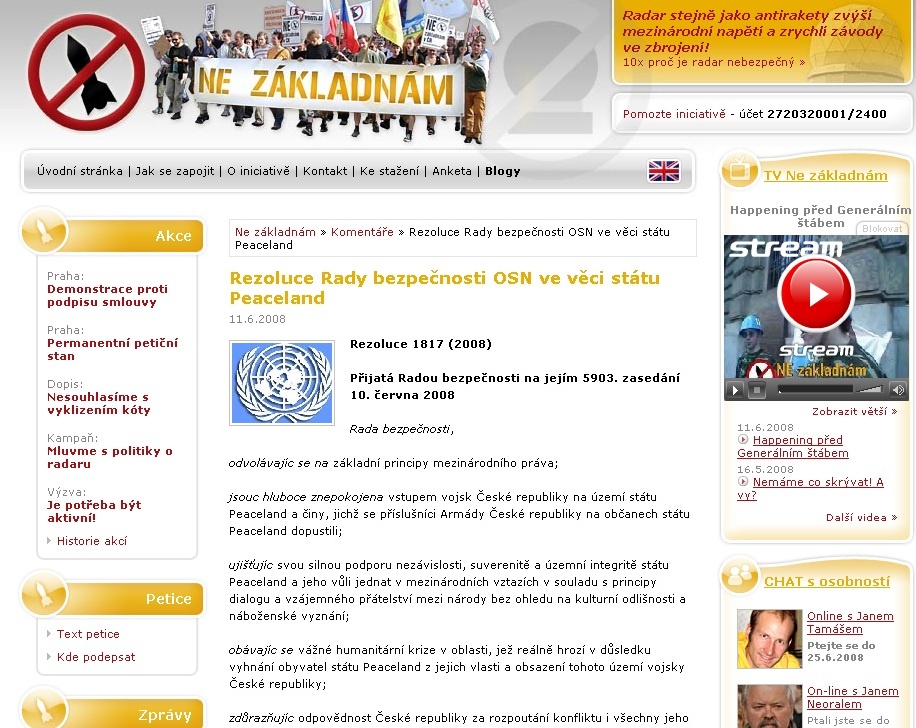 NE ZÁKLADNÁM
Radar stejně jako antirakety zvýší
mezinárodní napětí a zrychlí závody
ve zbrojení!
10x proč je radar nebezpečný »
Pomozte iniciativě - účet 2720320001/2400
Úvodní stránka | Jak se zapojit | O iniciativě | Kontakt | Ke stažení | Anketa | Blogy
Akce
Praha:
Demonstrace proti
podpisu smlouvy
Praha:
Permanentní petiční
stan
Dopis:
Nesouhlasíme s
vyklizením kóty
Kampaň:
Mluvme s politiky o
radaru
Výzva:
Je potřeba být
aktivní!
Historie akcí
Petice
Text petice
Kde podepsat
Zprávy
Ne základnám » Komentáře » Rezoluce Rady bezpečnosti OSN ve věci státu
Peaceland
Rezoluce Rady bezpečnosti OSN ve věci státu
Peaceland
11.6.2008
Rezoluce 1817 (2008)
Přijatá Radou bezpečnosti na jejím 5903. zasedání
10. června 2008
Rada bezpečnosti,
odvolávajíc se na základní principy mezinárodního práva;
jsouc hluboce znepokojena vstupem vojsk České republiky na území státu
Peaceland a činy, jichž se příslušníci Armády České republiky na občanech státu
Peaceland dopustili;
ujišťujíc svou silnou podporu nezávislosti, suverenitě a územní integritě státu
Peaceland a jeho vůli jednat v mezinárodních vztazích v souladu s principy
dialogu a vzájemného přátelství mezi národy bez ohledu na kulturní odlišnosti a
náboženské vyznání;
obávajíc se vážné humanitární krize v oblasti, jež reálně hrozí v důsledku
vyhnání obyvatel státu Peaceland z jejich vlasti a obsazení tohoto území vojsky
České republiky;
zdůrazňujíc odpovědnost České republiky za rozpoutání konfliktu i všechny jeho
TV Ne základnám
Happening před Generálním
štábem
Blokovat
stream
stream
NE základnám
Zobrazit větší »
11.6.2008
Happening před
Generálním štábem
16.5.2008
Nemáme co skrývat! A
vy?
Další videa »
CHAT s osobností
Online s Janem
Tamášem
Ptejte se do
25.6.2008
On-line s Janem
Neoralem
Ptali jste se do